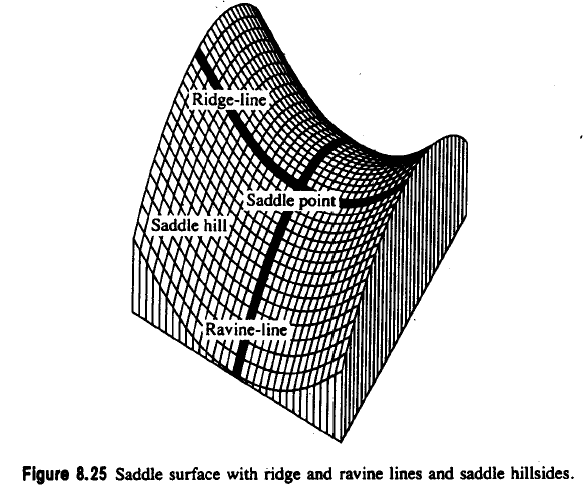 Ridge-line
Saddle point
Saddle hill
Ravine-line
Figure 8.25 Saddle surface with ridge and ravine lines and saddle hillsides.